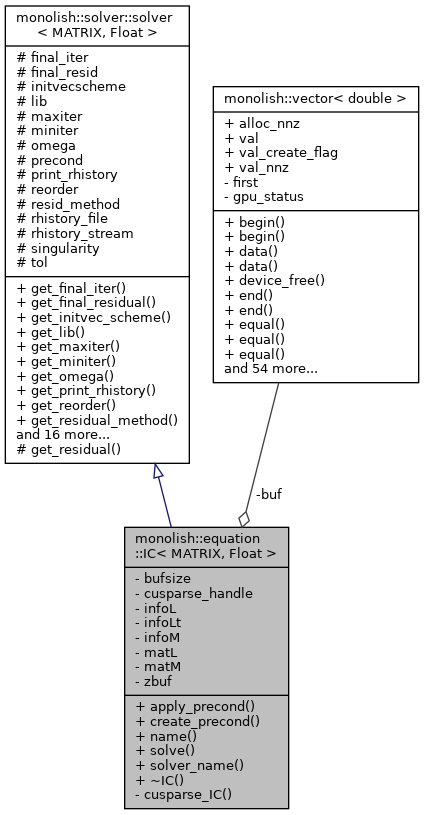 monolish::solver::solver
< MATRIX, Float >
# final_iter
# final_resid
# initvecscheme
# lib
# maxiter
# miniter
# omega
# precond
# print_rhistory
# reorder
# resid_method
# rhistory_file
# rhistory_stream
# singularity
# tol
+ get_final_iter()
+ get_final_residual()
+ get_initvec_scheme()
+ get_lib()
+ get_maxiter()
+ get_miniter()
+ get_omega()
+ get_print_rhistory()
+ get_reorder()
+ get_residual_method()
and 16 more...
# get_residual()
monolish::vector< double >
+ alloc_nnz
+ val
+ val_create_flag
+ val_nnz
- first
- gpu_status
+ begin()
+ begin()
+ data()
+ data()
+ device_free()
+ end()
+ end()
+ equal()
+ equal()
+ equal()
and 54 more...
-buf
monolish::equation
::IC< MATRIX, Float >
- bufsize
- cusparse_handle
- infoL
- infoLt
- infoM
- matL
- matM
- zbuf
+ apply_precond()
+ create_precond()
+ name()
+ solve()
+ solver_name()
+ ~IC()
- cusparse_IC()